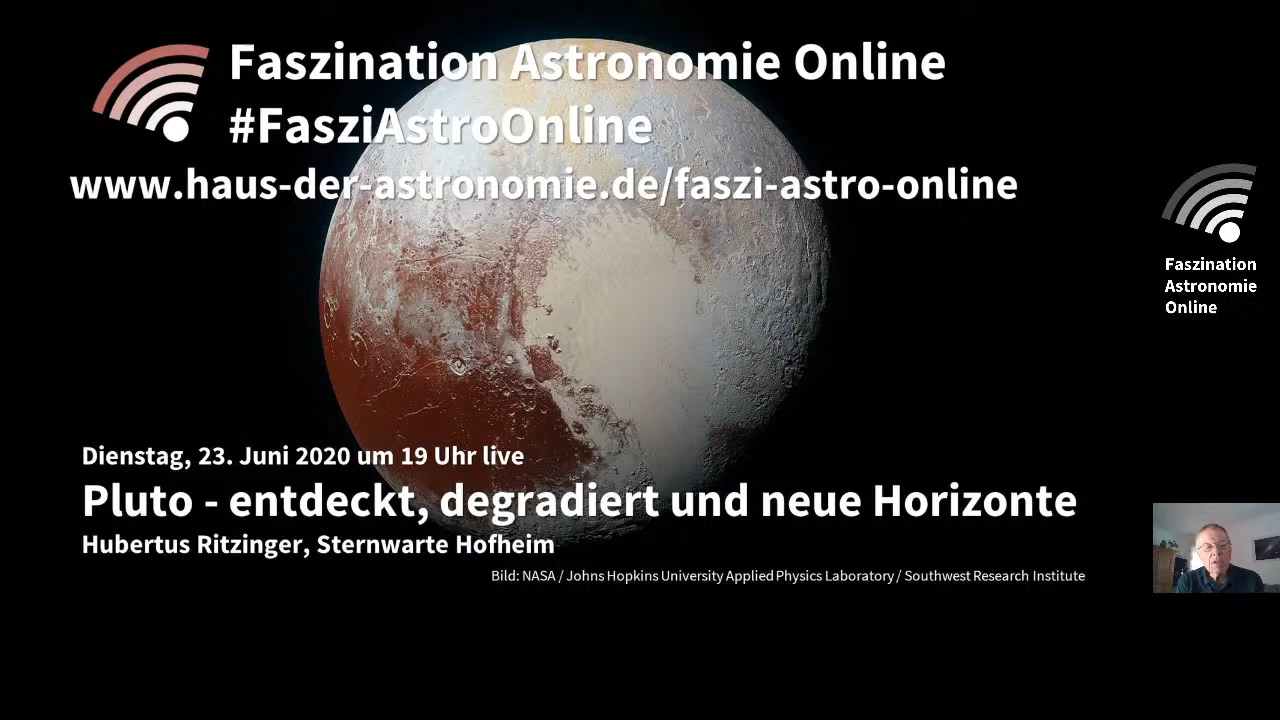 Faszination Astronomie Online
#FasziAstroOnline
www.haus-der-astronomie.de/faszi-astro-online
Faszination
Astronomie
Online
Dienstag, 23. Juni 2020 um 19 Uhr live
Pluto - entdeckt, degradiert und neue Horizonte
Hubertus Ritzinger, Sternwarte Hofheim
Bild: NASA / Johns Hopkins University Applied Physics Laboratory / Southwest Research Institute